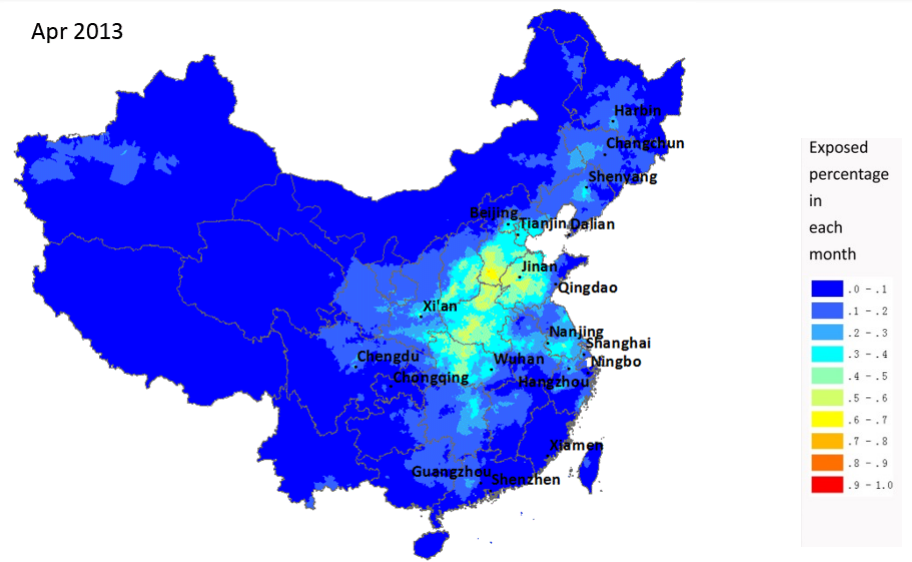 Apr 2013
Harbin
Changchun
Shenyang
Beijing
Tianjin Dalian
Jinan
Qingdao
Xi'an
Nanjing
Shanghai
Chengdu
Wuhan
Ningbo
Chongqing
Hangzhou
Xiamen
Guangzhou
Shenzhen
Exposed
percentage
in
each
month
.0 - .1
.1 - .2
.2 - .3
.3 - .4
.4 - .5
.5 - .6
.6 - .7
.7 - .8
.8 - .9
.9 - 1.0